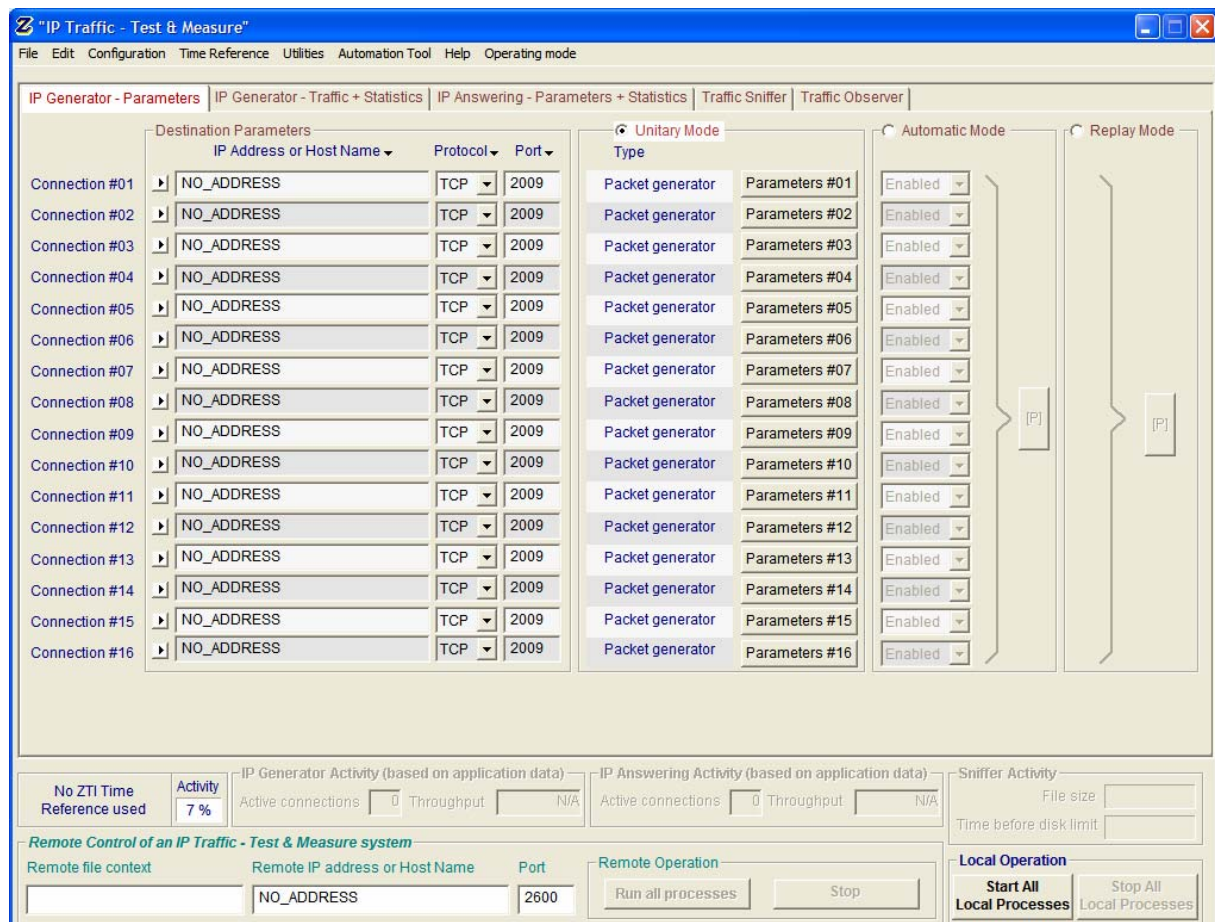 "IP Traffic - Test & Measure"
File Edit Configuration Time Reference Utilities Automation Tool Help Operating mode
IP Generator - Parameters IP Generator - Traffic + Statistics IP Answering - Parameters + Statistics Traffic Sniffer Traffic Observer
Destination Parameters Unitary Mode Automatic Mode Replay Mode
IP Address or Host Name Protocol Port Type
Connection #01 NO_ADDRESS TCP 2009 Packet generator Parameters #01 Enabled
Connection #02 NO_ADDRESS TCP 2009 Packet generator Parameters #02 Enabled
Connection #03 NO_ADDRESS TCP 2009 Packet generator Parameters #03 Enabled
Connection #04 NO_ADDRESS TCP 2009 Packet generator Parameters #04 Enabled
Connection #05 NO_ADDRESS TCP 2009 Packet generator Parameters #05 Enabled
Connection #06 NO_ADDRESS TCP 2009 Packet generator Parameters #06 Enabled
Connection #07 NO_ADDRESS TCP 2009 Packet generator Parameters #07 Enabled
Connection #08 NO_ADDRESS TCP 2009 Packet generator Parameters #08 Enabled
Connection #09 NO_ADDRESS TCP 2009 Packet generator Parameters #09 Enabled [P] [P]
Connection #10 NO_ADDRESS TCP 2009 Packet generator Parameters #10 Enabled
Connection #11 NO_ADDRESS TCP 2009 Packet generator Parameters #11 Enabled
Connection #12 NO_ADDRESS TCP 2009 Packet generator Parameters #12 Enabled
Connection #13 NO_ADDRESS TCP 2009 Packet generator Parameters #13 Enabled
Connection #14 NO_ADDRESS TCP 2009 Packet generator Parameters #14 Enabled
Connection #15 NO_ADDRESS TCP 2009 Packet generator Parameters #15 Enabled
Connection #16 NO_ADDRESS TCP 2009 Packet generator Parameters #16 Enabled
No ZTI Time
Reference used
Activity
7 %
IP Generator Activity (based on application data)
Active connections 0 Throughput N/A
IP Answering Activity (based on application data)
Active connections 0 Throughput N/A
Sniffer Activity
File size
Time before disk limit
Remote Control of an IP Traffic - Test & Measure system
Remote file context Remote IP address or Host Name Port
NO_ADDRESS 2600
Remote Operation
Run all processes Stop
Local Operation
Start All
Local Processes
Stop All
Local Processes